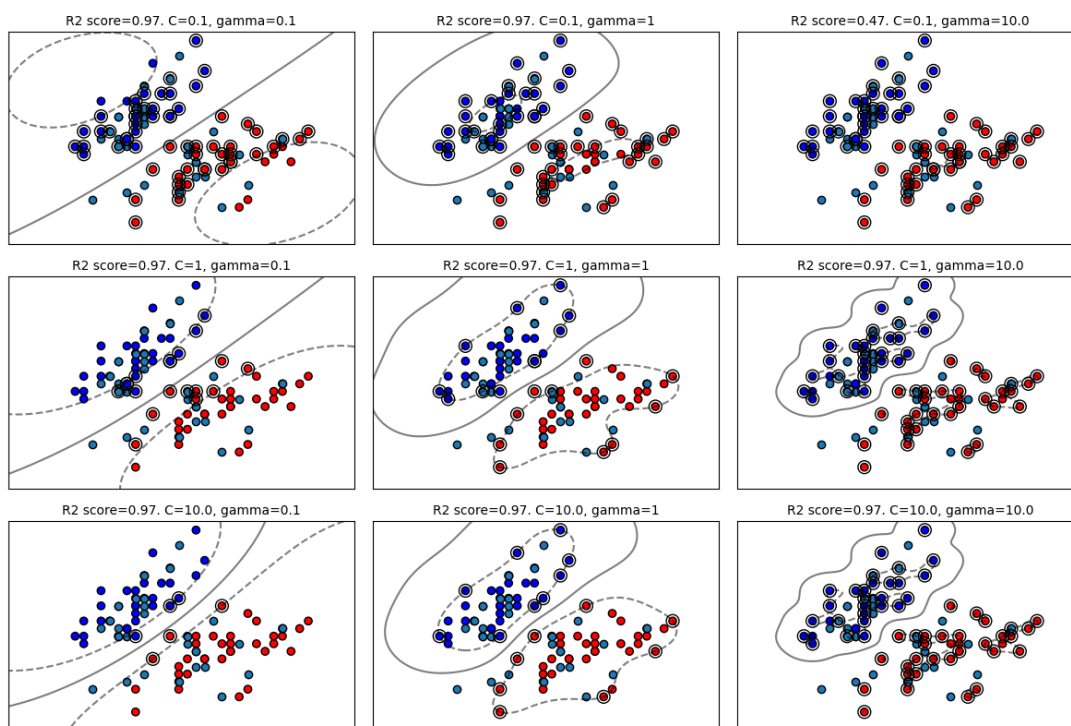 R2 score=0.97. C=0.1, gamma=0.1
R2 score=0.97. C=0.1, gamma=1
R2 score=0.47. C=0.1, gamma=10.0
R2 score=0.97. C=1, gamma=0.1
R2 score=0.97. C=1, gamma=1
R2 score=0.97. C=1, gamma=10.0
R2 score=0.97. C=10.0, gamma=0.1
R2 score=0.97. C=10.0, gamma=1
R2 score=0.97. C=10.0, gamma=10.0